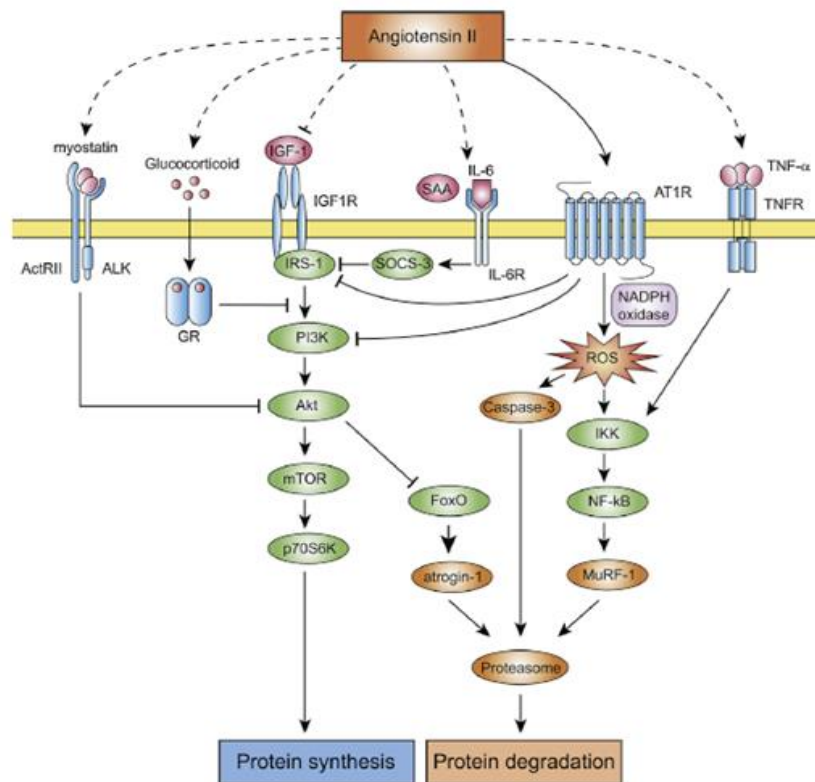 Angiotensin II
myostatin
Glucocorticoid
IGF-1
IL-6
SAA
TNF-α
IGF1R
AT1R
TNFR
ActRII
ALK
IRS-1
SOCS-3
IL-6R
GR
NADPH
oxidase
PI3K
ROS
Akt
Caspase-3
IKK
mTOR
FoxO
NF-kB
p70S6K
atrogin-1
MuRF-1
Proteasome
Protein synthesis
Protein degradation